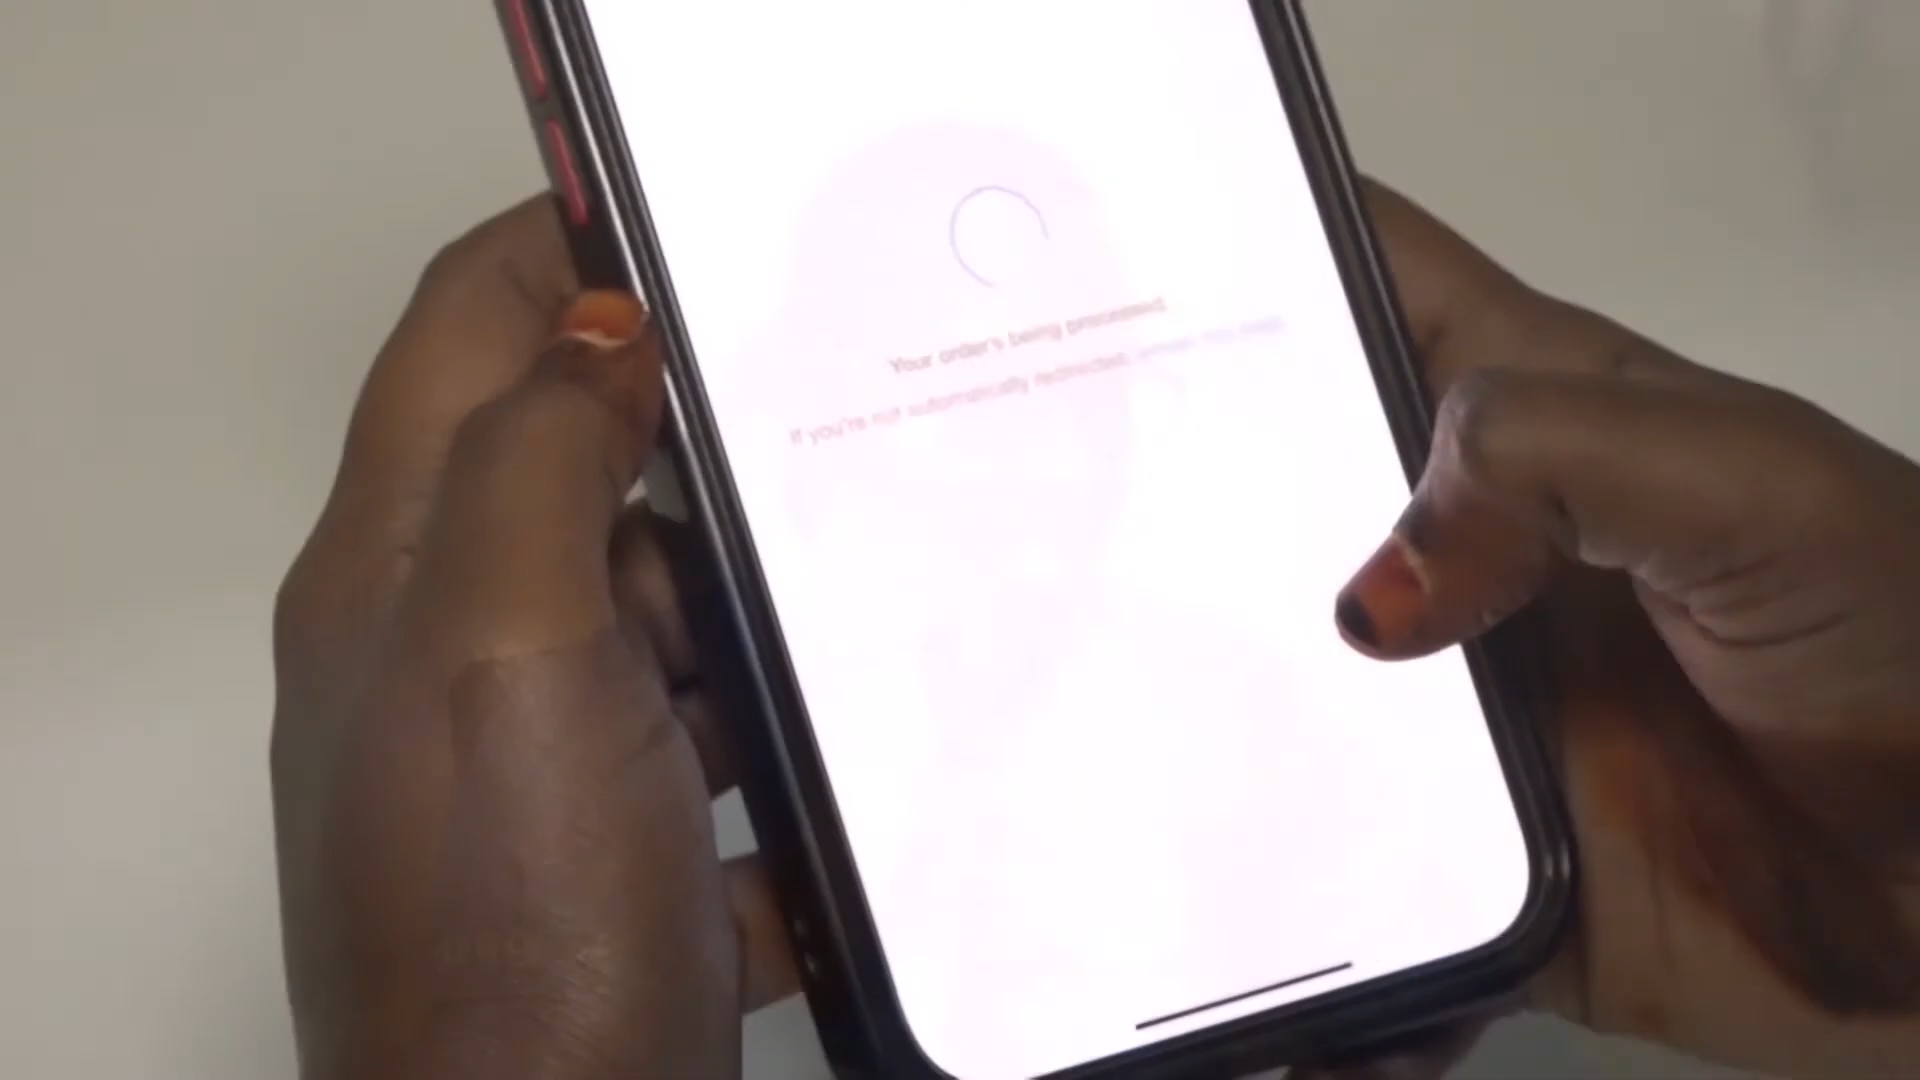 Your order's being processed.
If you're not automatically redirected,